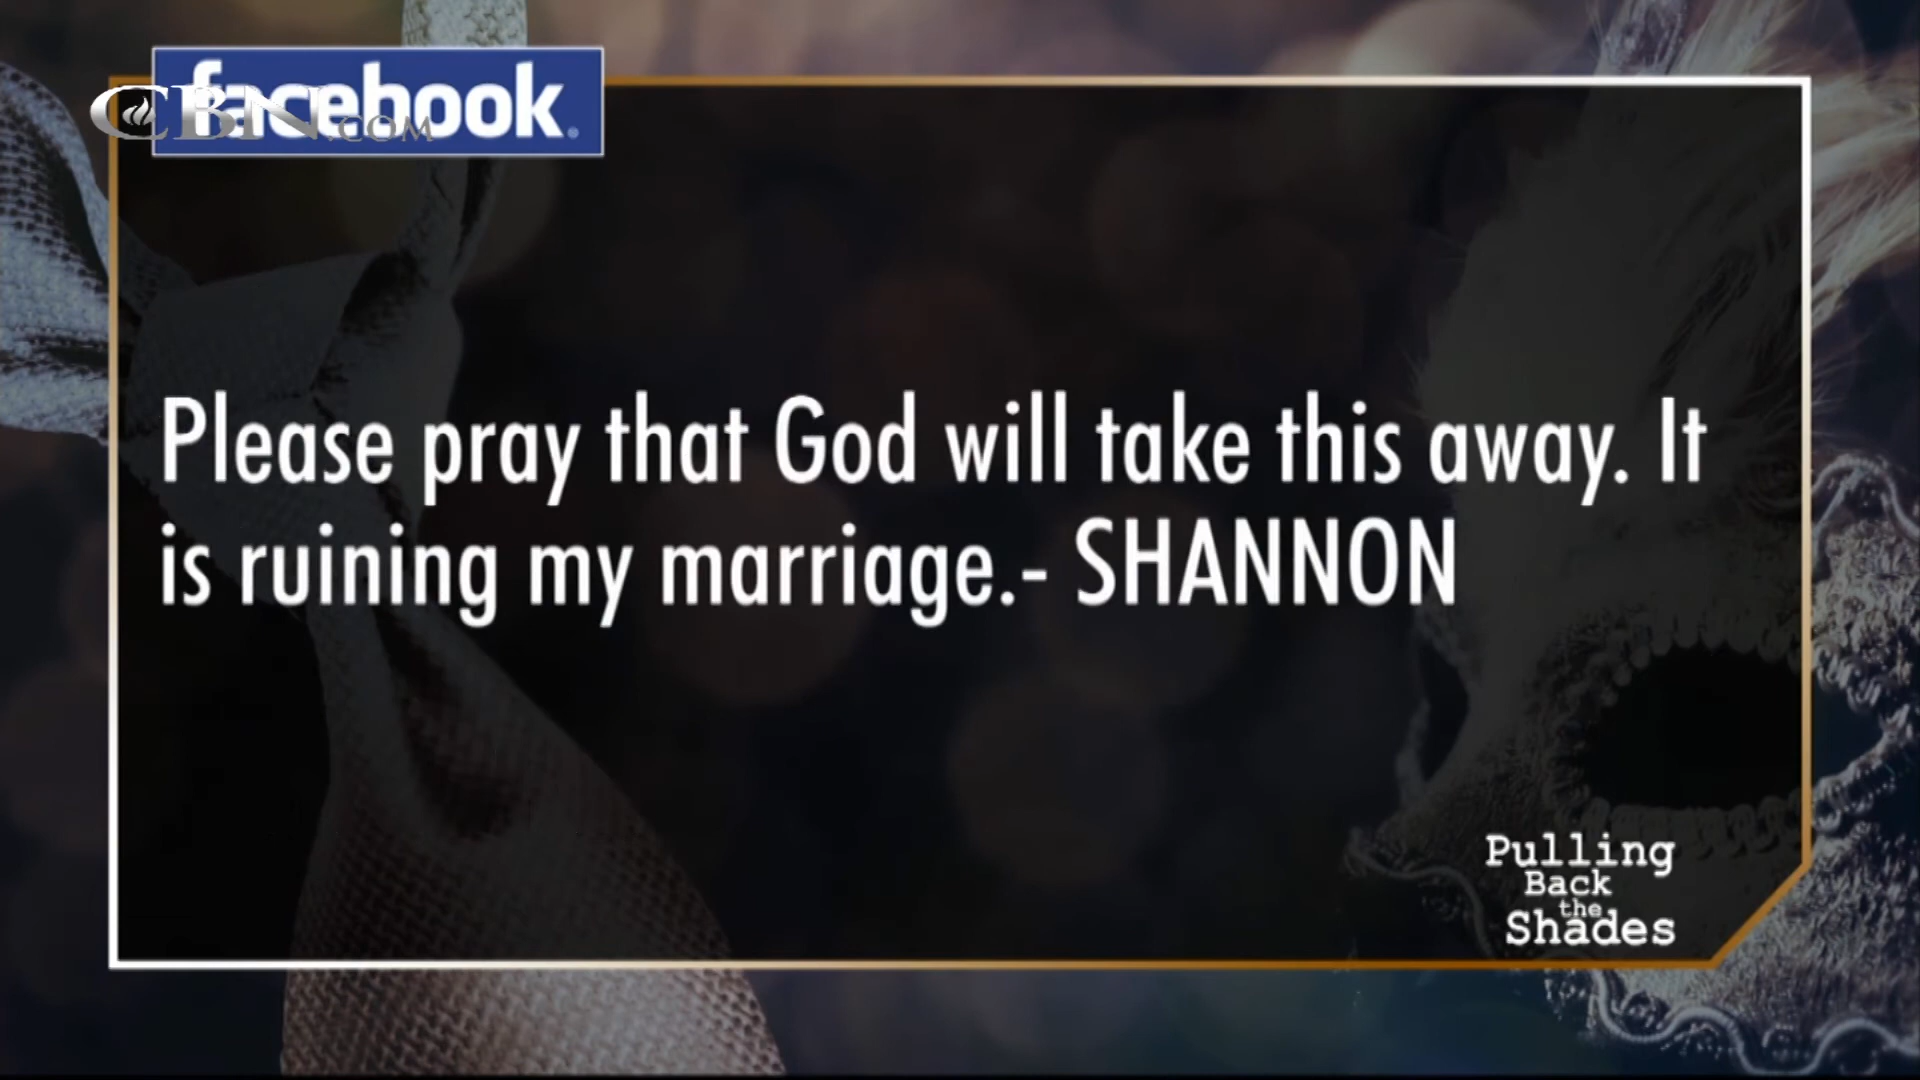 facebook
CBN.COM
Please pray that God will take this away. It
is ruining my marriage.- SHANNON
Pulling
Back
the
Shades